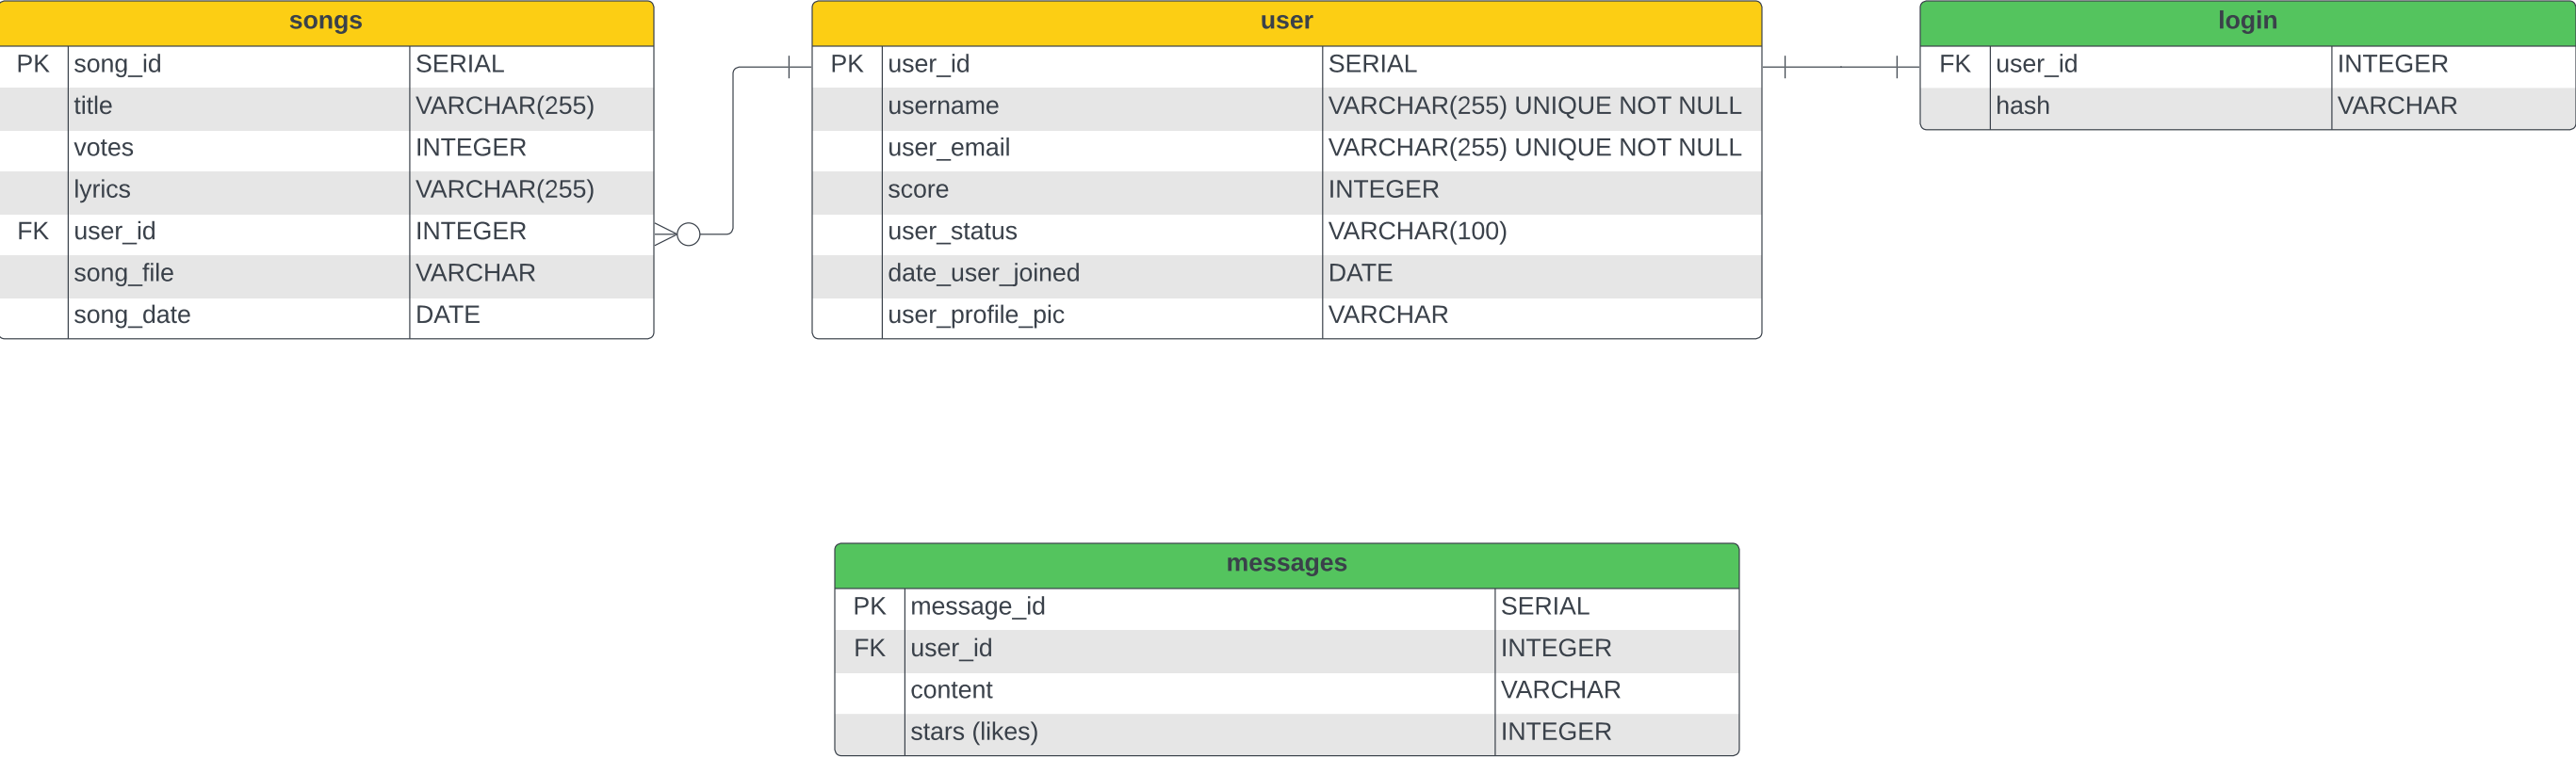 songs
PK song_id SERIAL
title VARCHAR(255)
votes INTEGER
lyrics VARCHAR(255)
FK user_id INTEGER
song_file VARCHAR
song_date DATE
user
PK user_id SERIAL
username VARCHAR(255) UNIQUE NOT NULL
user_email VARCHAR(255) UNIQUE NOT NULL
score INTEGER
user_status VARCHAR(100)
date_user_joined DATE
user_profile_pic VARCHAR
login
FK user_id INTEGER
hash VARCHAR
messages
PK message_id SERIAL
FK user_id INTEGER
content VARCHAR
stars (likes) INTEGER